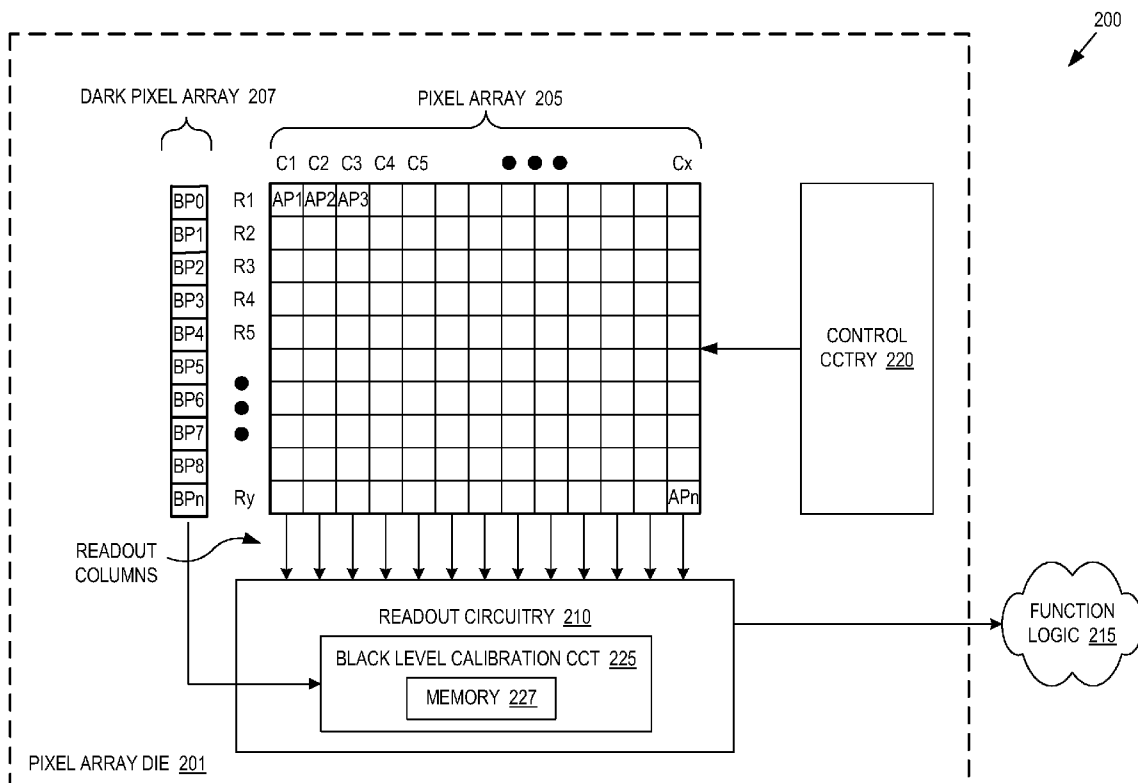 200
DARK PIXEL ARRAY 207
PIXEL ARRAY 205
C1 C2 C3 C4 C5 Cx
BP0 R1 AP1 AP2 AP3
BP1 R2
BP2 R3
BP3 R4
BP4 R5
BP5
BP6
BP7
BP8
BPn Ry APn
CONTROL
CCTRY 220
READOUT
COLUMNS
READOUT CIRCUITRY 210
BLACK LEVEL CALIBRATION CCT 225
MEMORY 227
FUNCTION
LOGIC 215
PIXEL ARRAY DIE 201